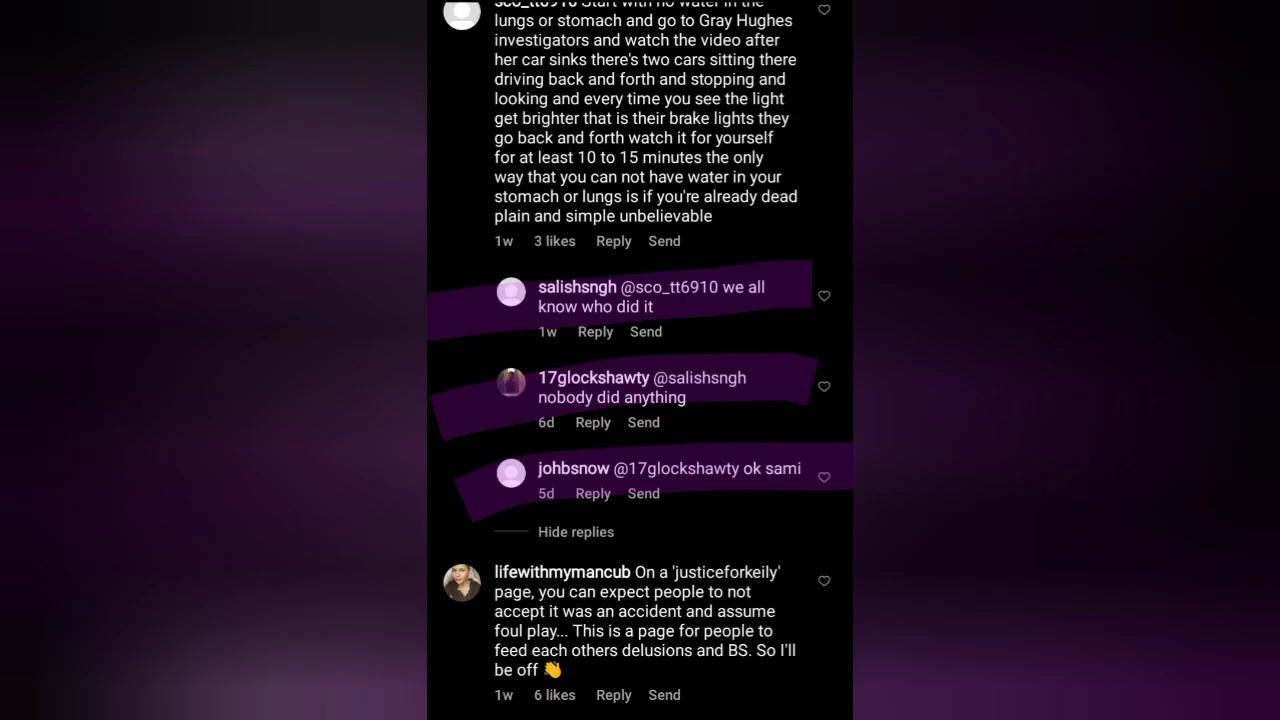 sco_tt6910 Start with no water in the
lungs or stomach and go to Gray Hughes
investigators and watch the video after
her car sinks there's two cars sitting there
driving back and forth and stopping and
looking and every time you see the light
get brighter that is their brake lights they
go back and forth watch it for yourself
for at least 10 to 15 minutes the only
way that you can not have water in your
stomach or lungs is if you're already dead
plain and simple unbelievable
1w 3 likes Reply Send
salishsngh @sco_tt6910 we all
know who did it
1w Reply Send
17glockshawty @salishsngh
nobody did anything
6d Reply Send
johbsnow @17glockshawty ok sami
5d Reply Send
Hide replies
lifewithmymancub On a 'justiceforkeily'
page, you can expect people to not
accept it was an accident and assume
foul play... This is a page for people to
feed each others delusions and BS. So I'll
be off 👏
1w 6 likes Reply Send